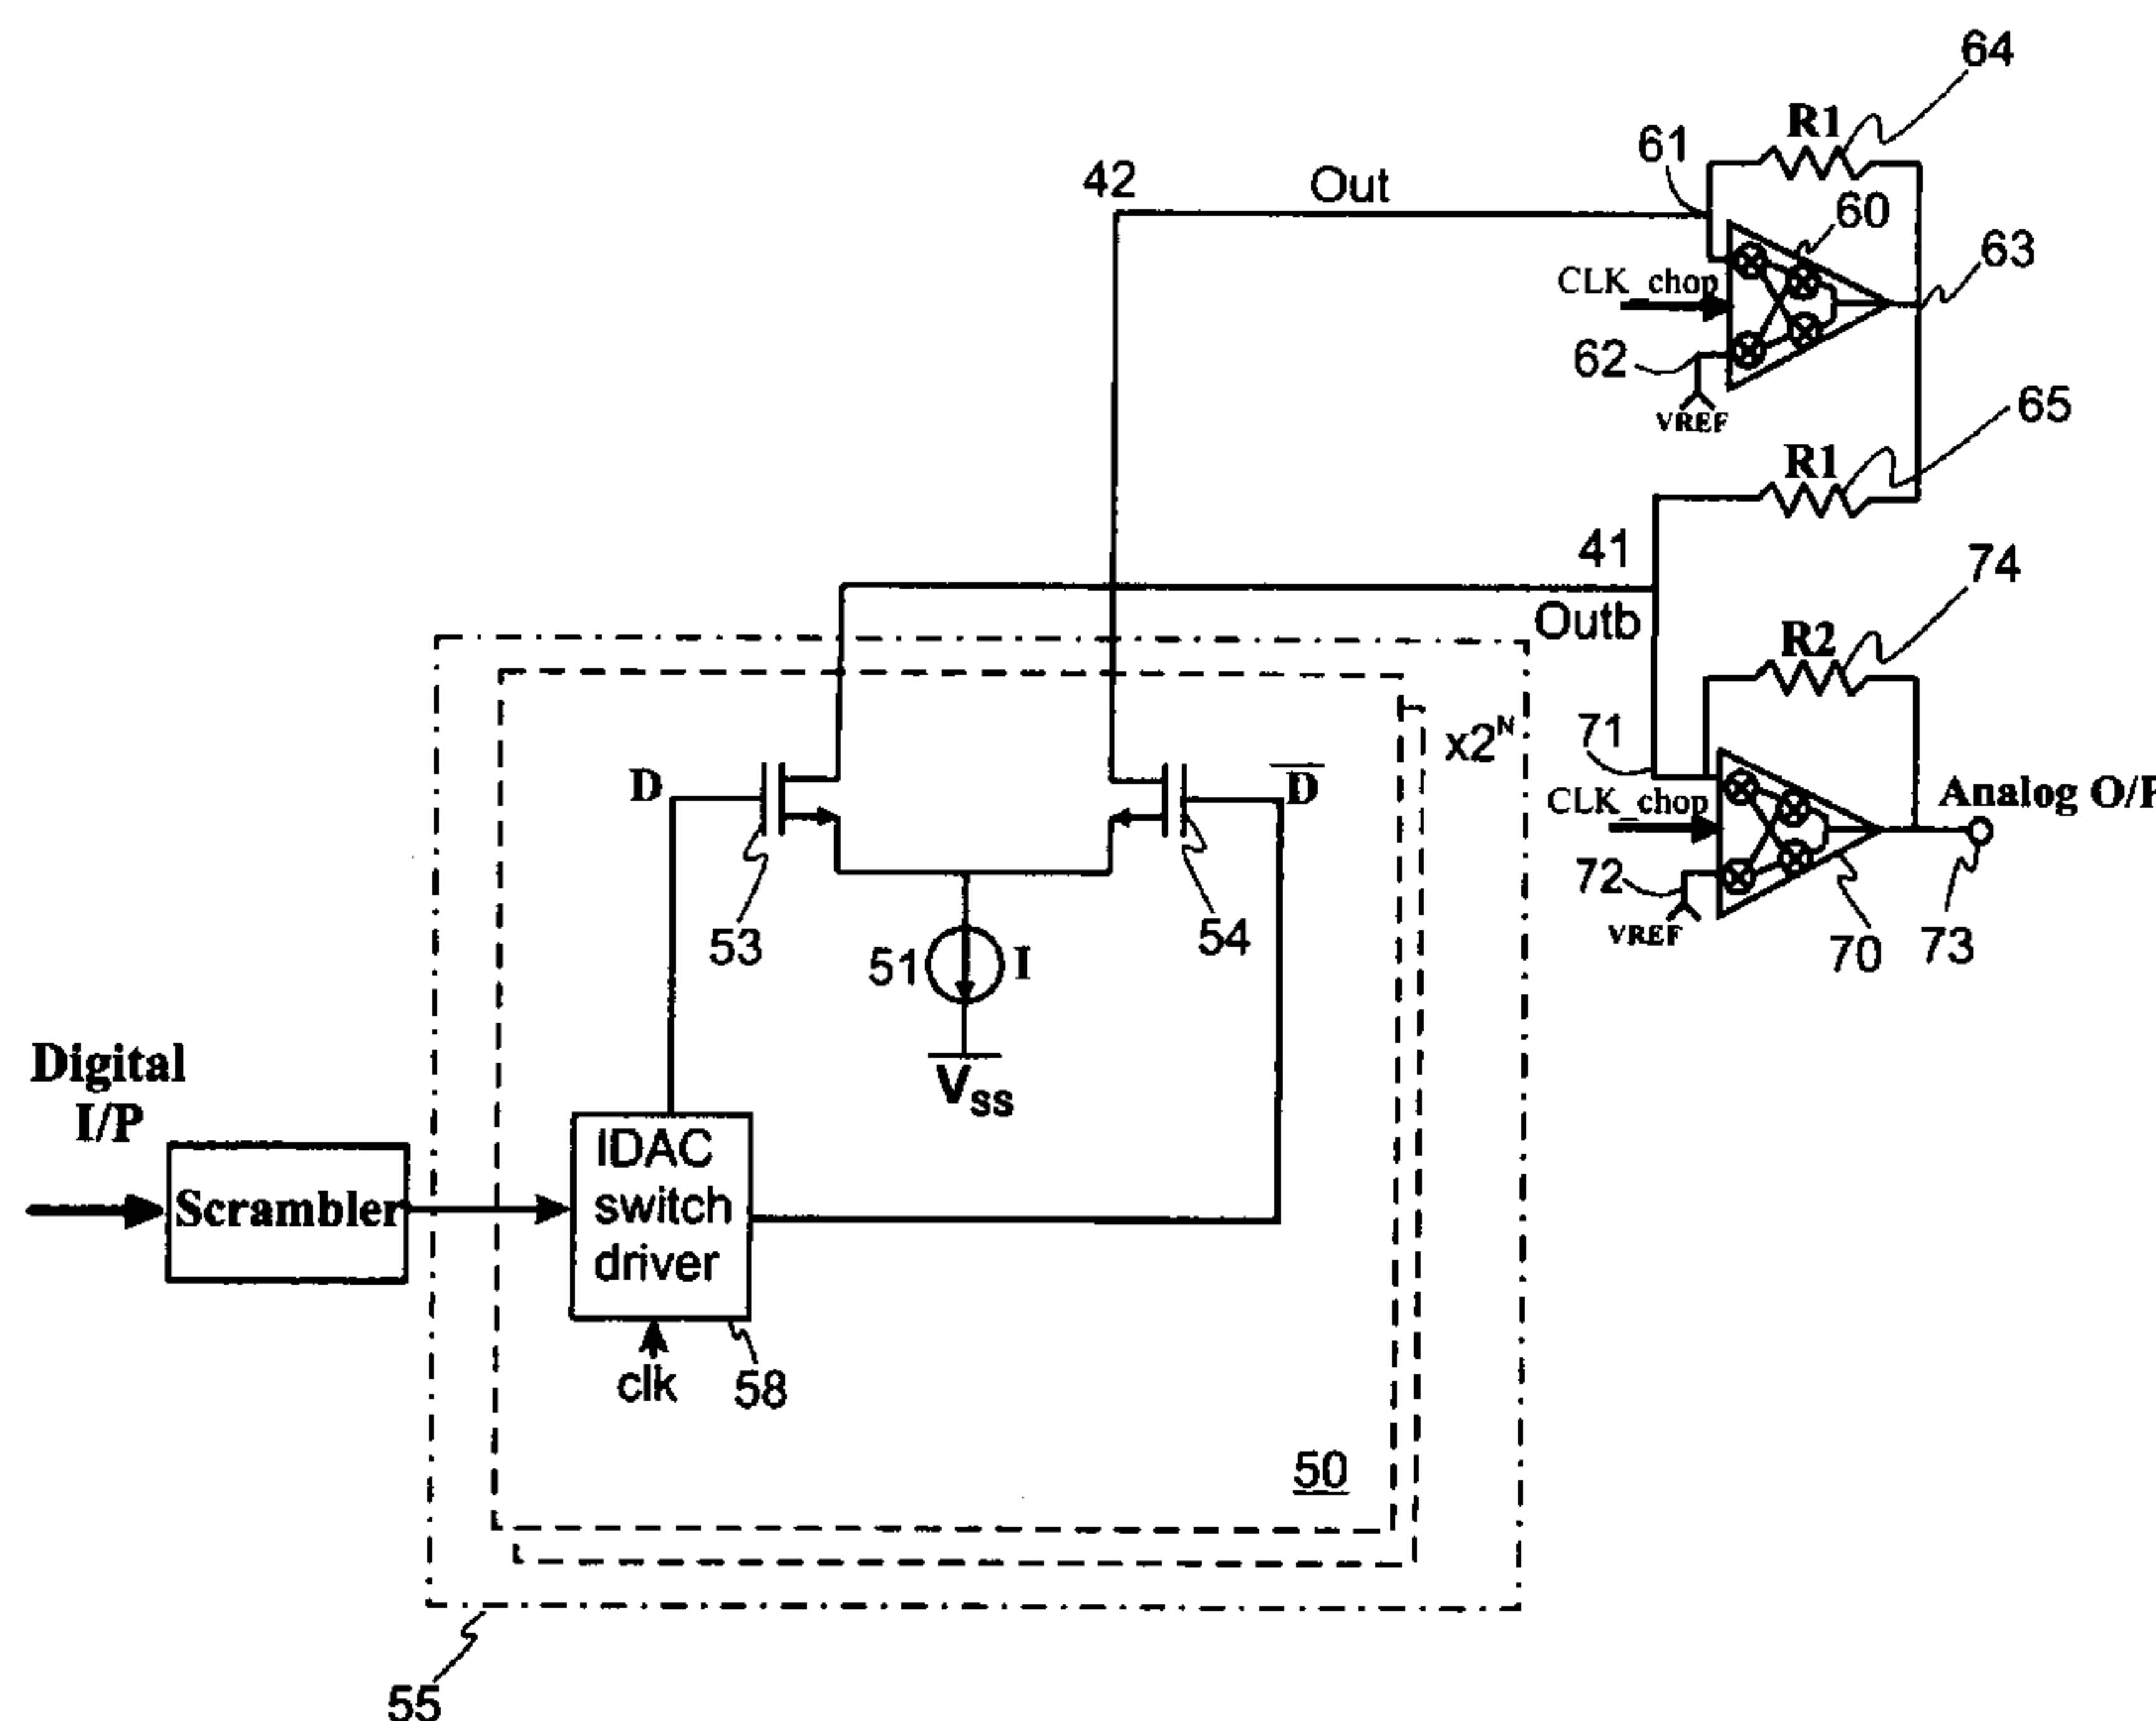 64
R1
61
42
Out
60
63
CLK_chop
62
VREF
65
R1
41
74
Outb
R2
x2^N
71
D
D̅
CLK_chop
Analog O/P
72
53
54
51
I
VREF
70
73
Vss
Digital
I/P
IDAC
switch
driver
Scrambler
clk
58
50
55